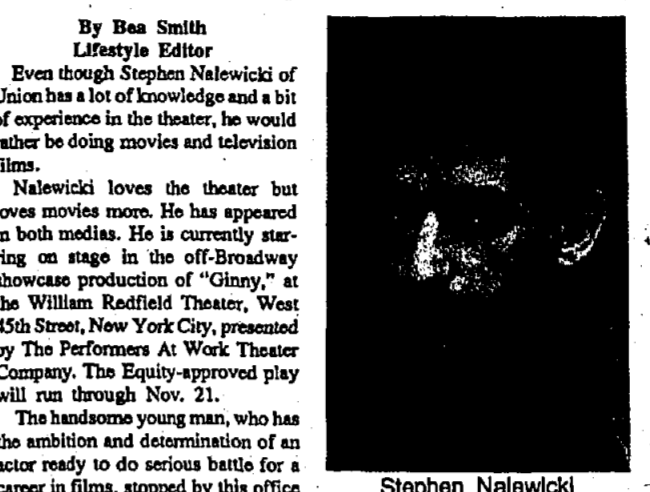 By Bea Smith
Lifestyle Editor
Even though Stephen Nalewicki of
Union has a lot of knowledge and a bit
of experience in the theater, he would
ather be doing movies and television
films.
Nalewicki loves the theater but
oves movies more. He has appeared
n both medias. He is currently star-
ring on stage in the off-Broadway
showcase production of "Ginny," at
the William Redfield Theater, West
45th Street, New York City, presented
by The Performers At Work Theater
Company. The Equity-approved play
will run through Nov. 21.
The handsome young man, who has
the ambition and determination of an
actor ready to do serious battle for a
career in films, stopped by this office
Stephen Nalewicki